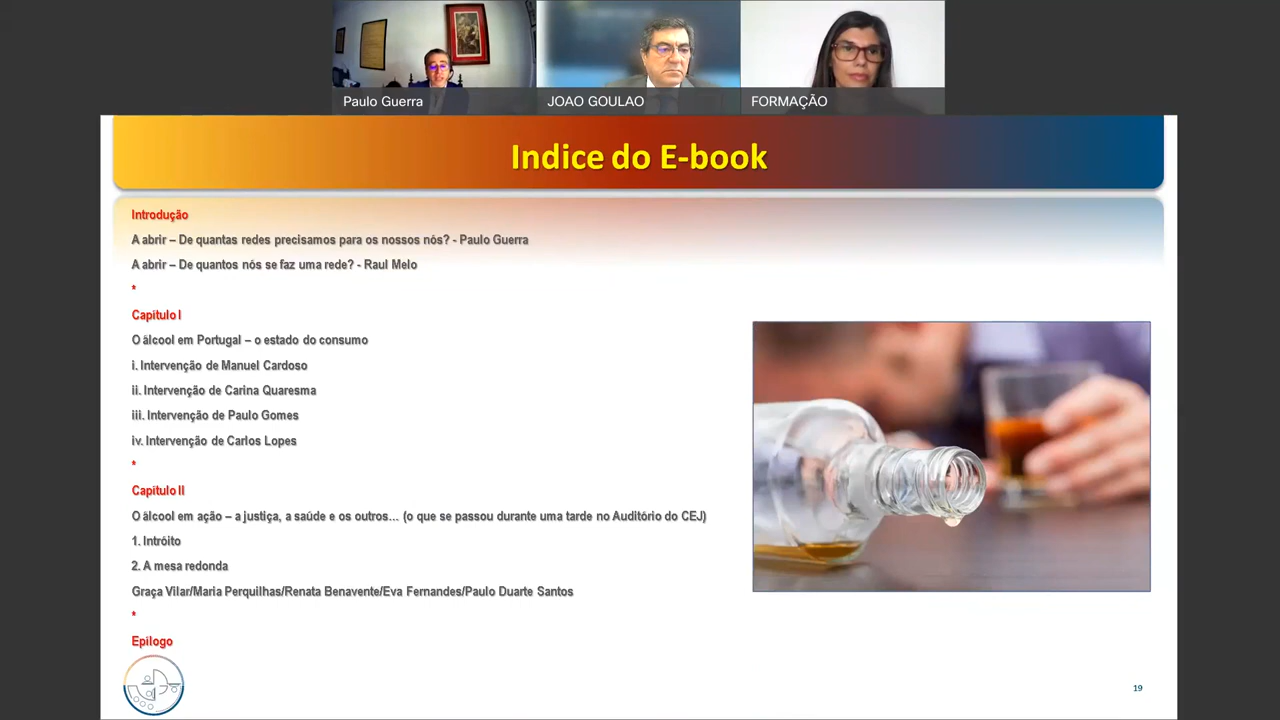 Paulo Guerra
JOAO GOULAO
FORMAÇÃO
Indice do E-book
Introdução
A abrir – De quantas redes precisamos para os nossos nós? - Paulo Guerra
A abrir – De quantos nós se faz uma rede? - Raul Melo
*
Capítulo I
O álcool em Portugal – o estado do consumo
i. Intervenção de Manuel Cardoso
ii. Intervenção de Carina Quaresma
iii. Intervenção de Paulo Gomes
iv. Intervenção de Carlos Lopes
*
Capítulo II
O álcool em ação – a justiça, a saúde e os outros... (o que se passou durante uma tarde no Auditório do CEJ)
1. Intróito
2. A mesa redonda
Graça Vilar/Maria Perquilhas/Renata Benavente/Eva Fernandes/Paulo Duarte Santos
*
Epílogo
19